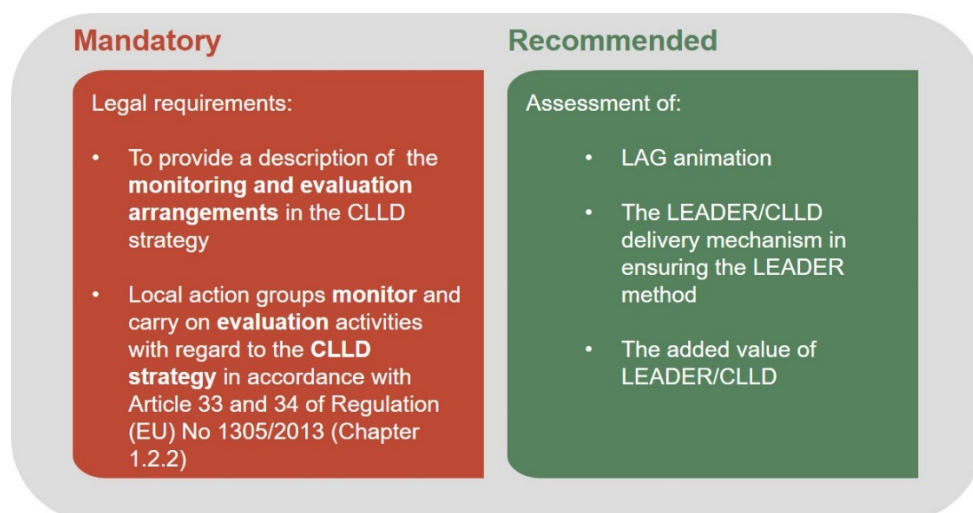 Mandatory
Legal requirements:
• To provide a description of the
monitoring and evaluation
arrangements in the CLLD
strategy
• Local action groups monitor and
carry on evaluation activities
with regard to the CLLD
strategy in accordance with
Article 33 and 34 of Regulation
(EU) No 1305/2013 (Chapter
1.2.2)
Recommended
Assessment of:
• LAG animation
• The LEADER/CLLD
delivery mechanism in
ensuring the LEADER
method
• The added value of
LEADER/CLLD